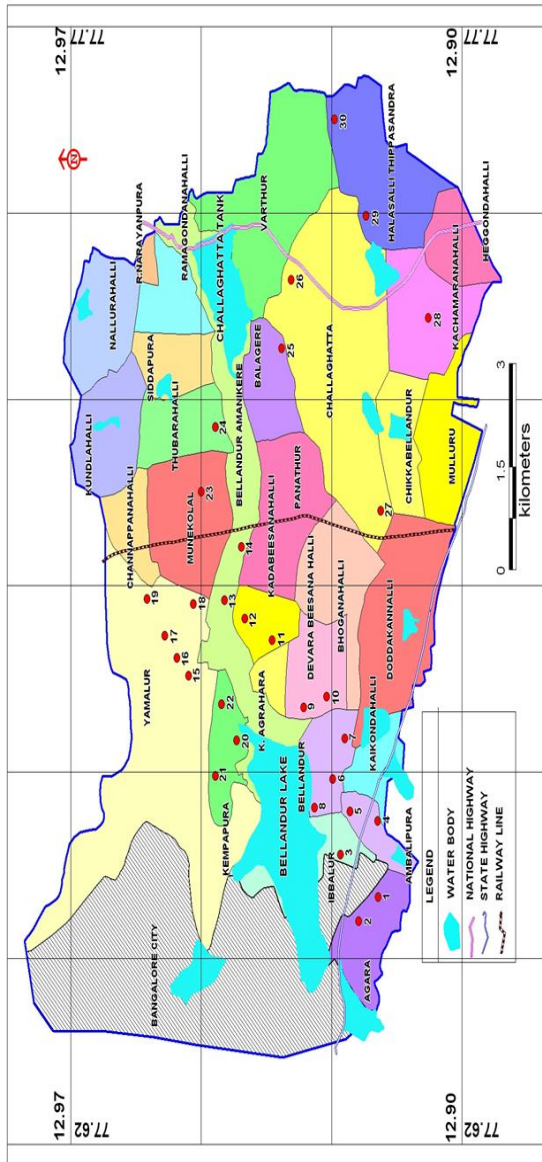 12.97
77.77
12.90
77.77
N
R.NARAYANPURA
RAMAGONDANAHALLI
NALLURAHALLI
CHALLAGHATTA TANK
VARTHUR
30
HALASALLI THIPPASANDRA
29
HEGGONDAHALLI
26
KACHAMARANAHALLI
28
SIDDAPURA
KUNDLAHALLI
THUBARAHALLI
24
BALAGERE
25
CHALLAGHATTA
CHIKKABELLANDUR
MULLURU
CHANNAPPANAHALLI
MUNEKOLAL
23
BELLANDUR AMANIKERE
PANATHUR
27
14
KADABEESANAHALLI
19
18
17
16
15
13
12
11
YAMALUR
DEVARA BEESANA HALLI
BHOGANAHALLI
DODDAKANNALLI
22
20
21
K. AGRAHARA
9
10
KEMPAPURA
BELLANDUR
7
6
8
5
4
KAIKONDAHALLI
BELLANDUR LAKE
3
IBBALUR
AMBALIPURA
1
2
AGARA
BANGALORE CITY
0 1.5 3
kilometers
LEGEND
WATER BODY
NATIONAL HIGHWAY
STATE HIGHWAY
RAILWAY LINE
12.97
77.62
12.90
77.62